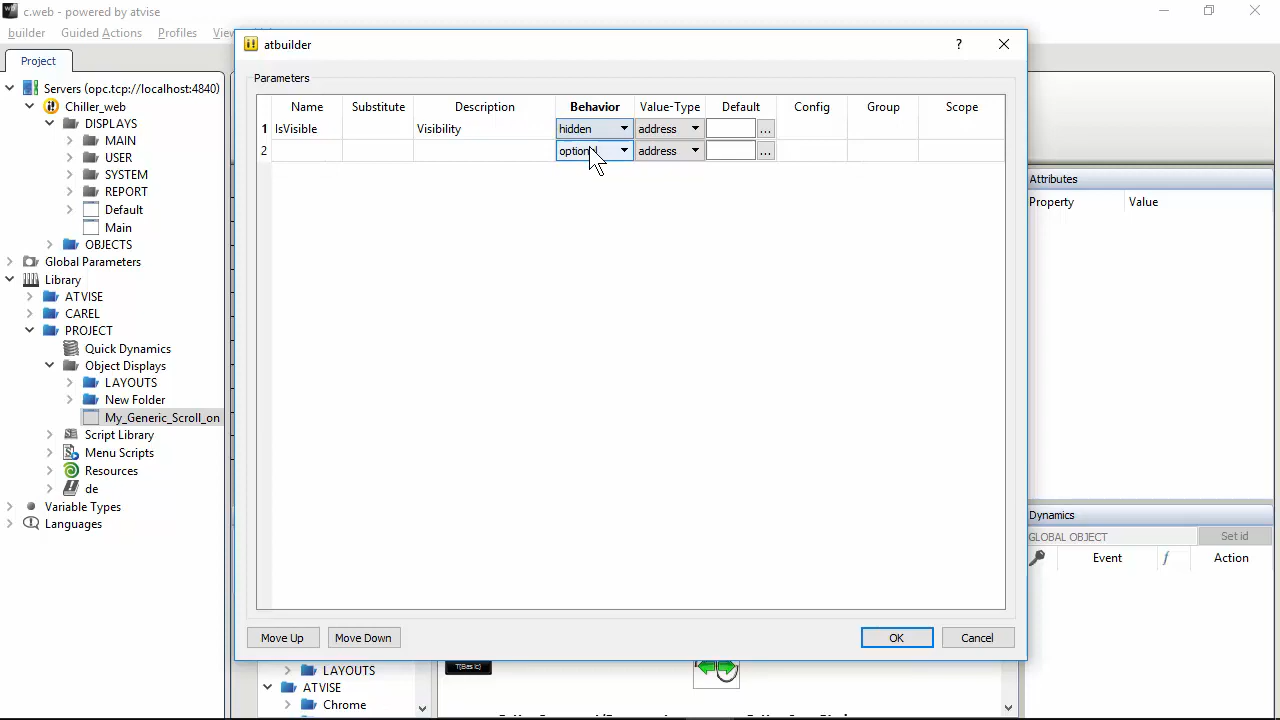 c.web - powered by atvise
builder Guided Actions Profiles
Project
Servers (opc.tcp://localhost:4840)
Chiller_web
DISPLAYS
MAIN
USER
SYSTEM
REPORT
Default
Main
OBJECTS
Global Parameters
Library
ATVISE
CAREL
PROJECT
Quick Dynamics
Object Displays
LAYOUTS
New Folder
My_Generic_Scroll_on
Script Library
Menu Scripts
Resources
de
Variable Types
Languages
atbuilder ?
Parameters
Name Substitute Description Behavior Value-Type Default Config Group Scope
1 IsVisible Visibility hidden address ...
2 address ...
Move Up Move Down OK Cancel
Attributes
Property Value
Dynamics
GLOBAL OBJECT Set id
Event f Action
LAYOUTS
ATVISE
Chrome
T(Basic)